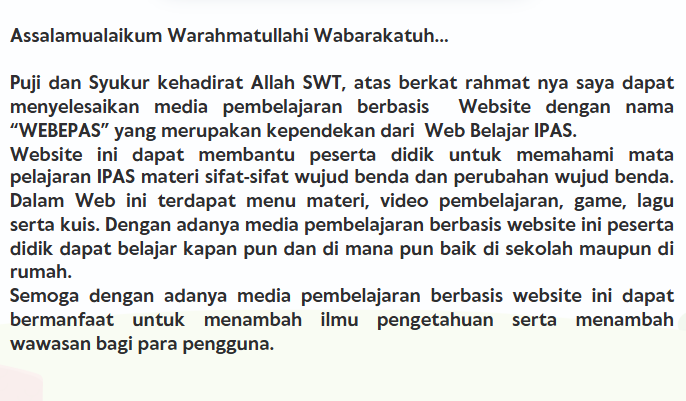 Assalamualaikum Warahmatullahi Wabarakatuh...
Puji dan Syukur kehadirat Allah SWT, atas berkat rahmat nya saya dapat
menyelesaikan media pembelajaran berbasis Website dengan nama
“WEBEPAS” yang merupakan kependekan dari Web Belajar IPAS.
Website ini dapat membantu peserta didik untuk memahami mata
pelajaran IPAS materi sifat-sifat wujud benda dan perubahan wujud benda.
Dalam Web ini terdapat menu materi, video pembelajaran, game, lagu
serta kuis. Dengan adanya media pembelajaran berbasis website ini peserta
didik dapat belajar kapan pun dan di mana pun baik di sekolah maupun di
rumah.
Semoga dengan adanya media pembelajaran berbasis website ini dapat
bermanfaat untuk menambah ilmu pengetahuan serta menambah
wawasan bagi para pengguna.